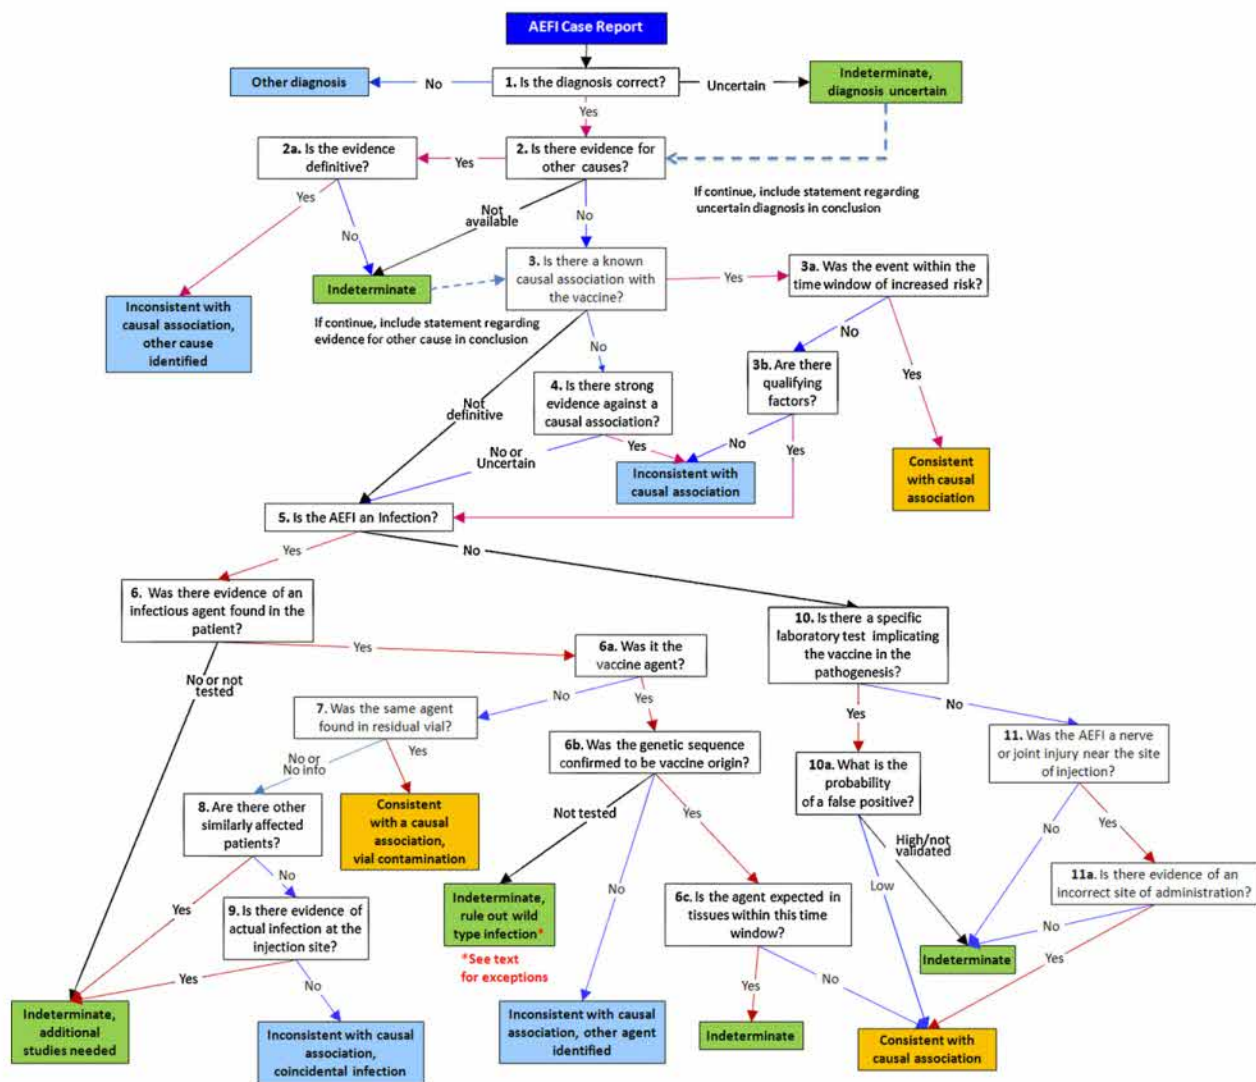 AEFI Case Report
Other diagnosis
No
1. Is the diagnosis correct?
Uncertain
Indeterminate,
diagnosis uncertain
Yes
2a. Is the evidence
definitive?
Yes
2. Is there evidence for
other causes?
If continue, include statement regarding
uncertain diagnosis in conclusion
Yes
No
Not
available
No
Indeterminate
3. Is there a known
causal association with
the vaccine?
Yes
3a. Was the event within the
time window of increased risk?
Inconsistent with
causal association,
other cause
identified
If continue, include statement regarding
evidence for other cause in conclusion
No
No
Yes
4. Is there strong
evidence against a
causal association?
3b. Are there
qualifying
factors?
Not
definitive
No or
Uncertain
Yes
No
Yes
Inconsistent with
causal association
Consistent
with causal
association
5. Is the AEFI an Infection?
Yes
No
6. Was there evidence of an
infectious agent found in the
patient?
Yes
No or not
tested
6a. Was it the
vaccine agent?
10. Is there a specific
laboratory test implicating
the vaccine in the
pathogenesis?
No
Yes
Yes
No
7. Was the same agent
found in residual vial?
6b. Was the genetic sequence
confirmed to be vaccine origin?
10a. What is the
probability
of a false positive?
11. Was the AEFI a nerve
or joint injury near the site
of injection?
No or
No info
Yes
8. Are there other
similarly affected
patients?
Consistent
with a causal
association,
vial contamination
Not tested
No
Yes
Low
High/not
validated
No
Yes
Yes
No
9. Is there evidence of
actual infection at the
injection site?
Indeterminate,
rule out wild
type infection*
*See text
for exceptions
6c. Is the agent expected in
tissues within this time
window?
11a. Is there evidence of an
incorrect site of administration?
No
Yes
Indeterminate
Yes
No
Yes
No
Indeterminate,
additional
studies needed
Inconsistent with causal
association,
coincidental infection
Inconsistent with causal
association, other agent
identified
Indeterminate
Consistent with
causal association